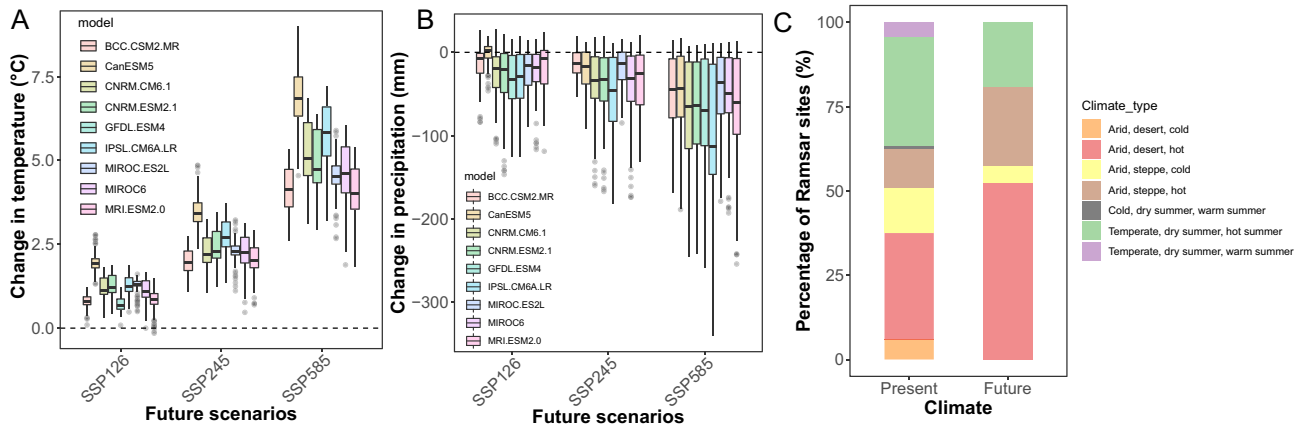 A
Change in temperature (°C)
7.5
5.0
2.5
0.0
model
BCC.CSM2.MR
CanESM5
CNRM.CM6.1
CNRM.ESM2.1
GFDL.ESM4
IPSL.CM6A.LR
MIROC.ES2L
MIROC6
MRI.ESM2.0
SSP126
SSP245
SSP585
Future scenarios
B
Change in precipitation (mm)
0
−100
−200
−300
model
BCC.CSM2.MR
CanESM5
CNRM.CM6.1
CNRM.ESM2.1
GFDL.ESM4
IPSL.CM6A.LR
MIROC.ES2L
MIROC6
MRI.ESM2.0
SSP126
SSP245
SSP585
Future scenarios
C
Percentage of Ramsar sites (%)
100
75
50
25
0
Present
Future
Climate
Climate_type
Arid, desert, cold
Arid, desert, hot
Arid, steppe, cold
Arid, steppe, hot
Cold, dry summer, warm summer
Temperate, dry summer, hot summer
Temperate, dry summer, warm summer